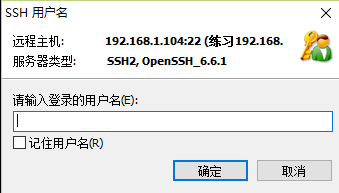 SSH 用户名
远程主机: 192.168.1.104:22 (练习192.168.
服务器类型: SSH2, OpenSSH_6.6.1
请输入登录的用户名(E):
记住用户名(R)
确定 取消